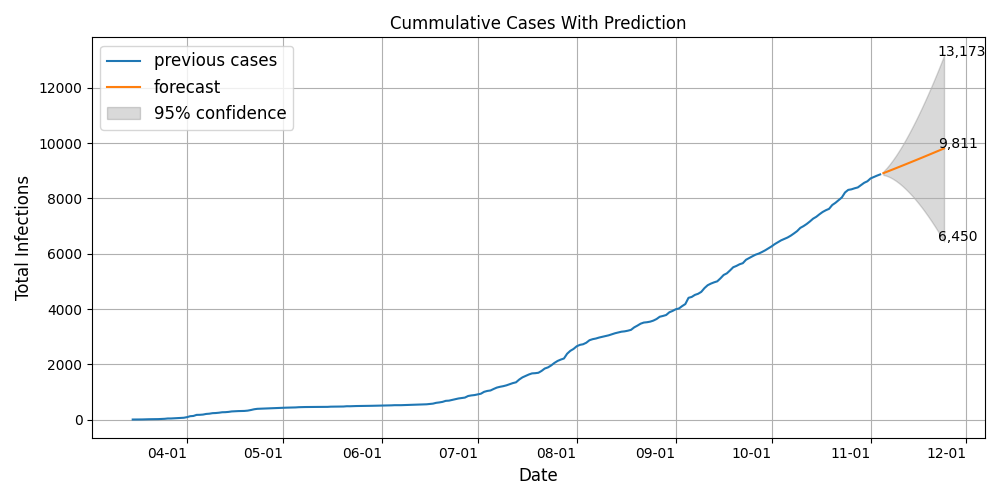 Cummulative Cases With Prediction
previous cases
forecast
95% confidence
13,173
9,811
6,450
12000
10000
8000
6000
4000
2000
0
Total Infections
04-01 05-01 06-01 07-01 08-01 09-01 10-01 11-01 12-01
Date